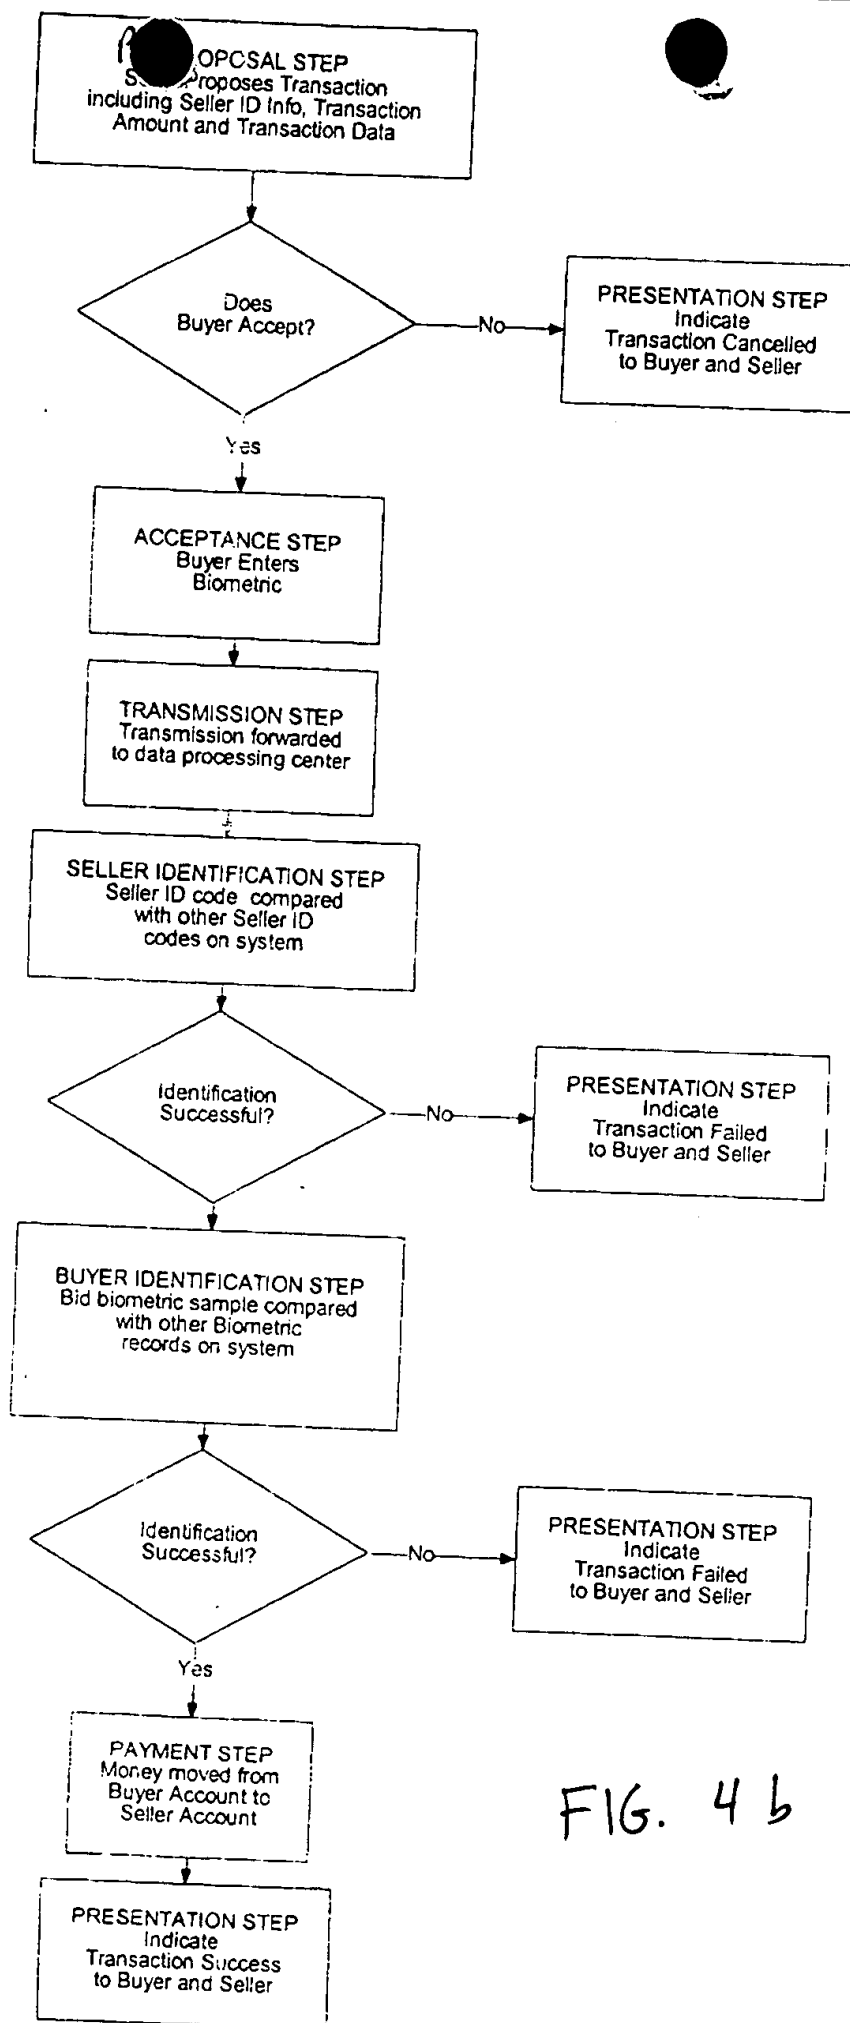 OPOSAL STEP
Proposes Transaction
including Seller ID Info, Transaction
Amount and Transaction Data
Does
Buyer Accept?
No
PRESENTATION STEP
Indicate
Transaction Cancelled
to Buyer and Seller
Yes
ACCEPTANCE STEP
Buyer Enters
Biometric
TRANSMISSION STEP
Transmission forwarded
to data processing center
SELLER IDENTIFICATION STEP
Seller ID code compared
with other Seller ID
codes on system
Identification
Successful?
No
PRESENTATION STEP
Indicate
Transaction Failed
to Buyer and Seller
BUYER IDENTIFICATION STEP
Bid biometric sample compared
with other Biometric
records on system
Identification
Successful?
No
PRESENTATION STEP
Indicate
Transaction Failed
to Buyer and Seller
Yes
PAYMENT STEP
Money moved from
Buyer Account to
Seller Account
FIG. 4 b
PRESENTATION STEP
Indicate
Transaction Success
to Buyer and Seller